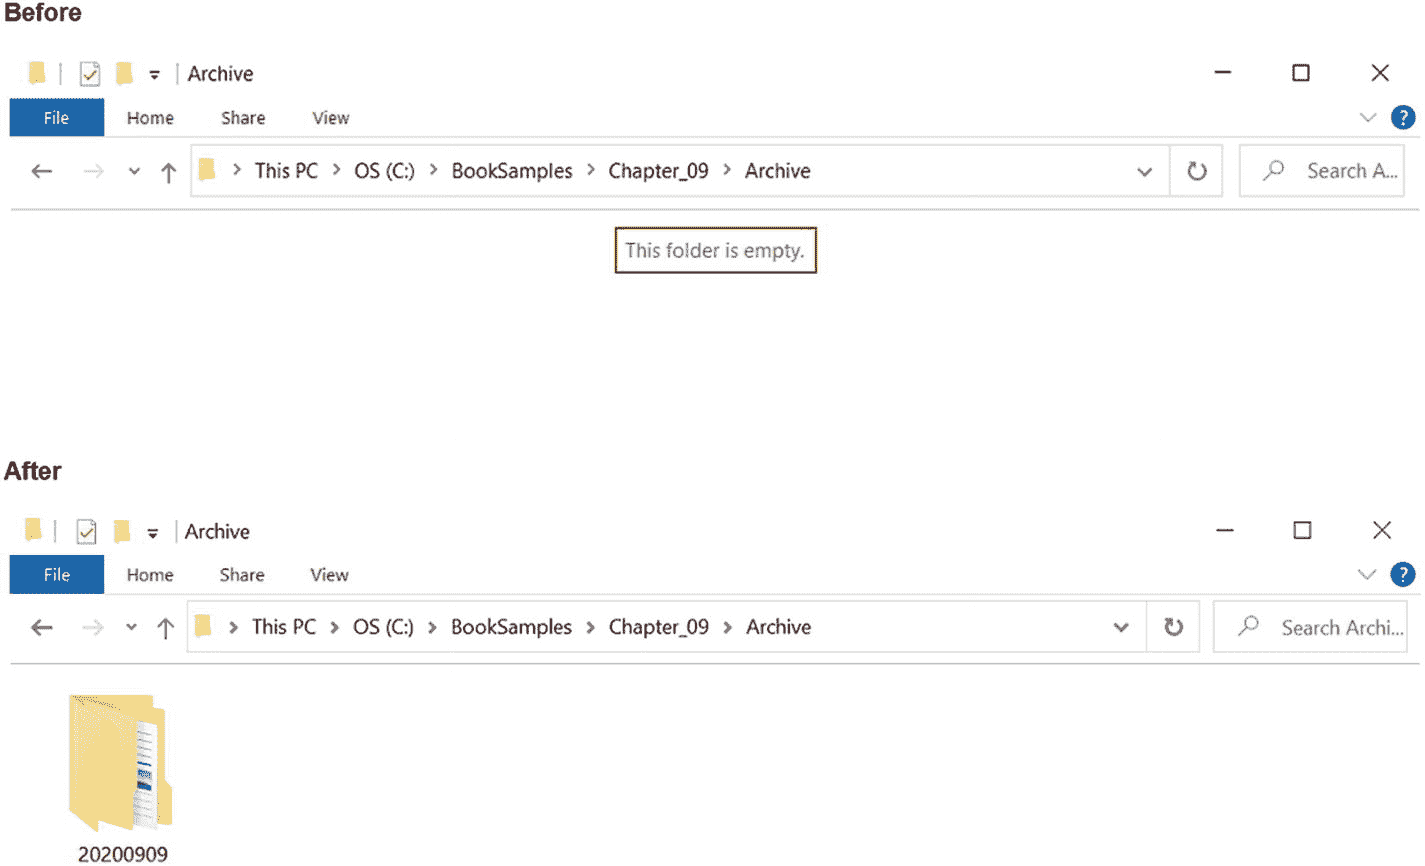 Before
Archive
File Home Share View ?
This PC > OS (C:) > BookSamples > Chapter_09 > Archive Search A...
This folder is empty.
After
Archive
File Home Share View ?
This PC > OS (C:) > BookSamples > Chapter_09 > Archive Search Archi...
20200909